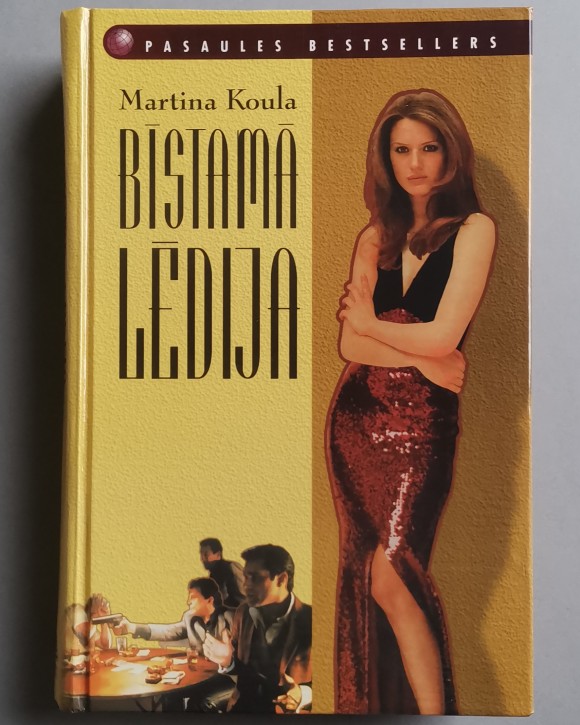 PASAULES BESTSELLERS
Martina Koula
BĪSTAMĀ
LĒDIJA